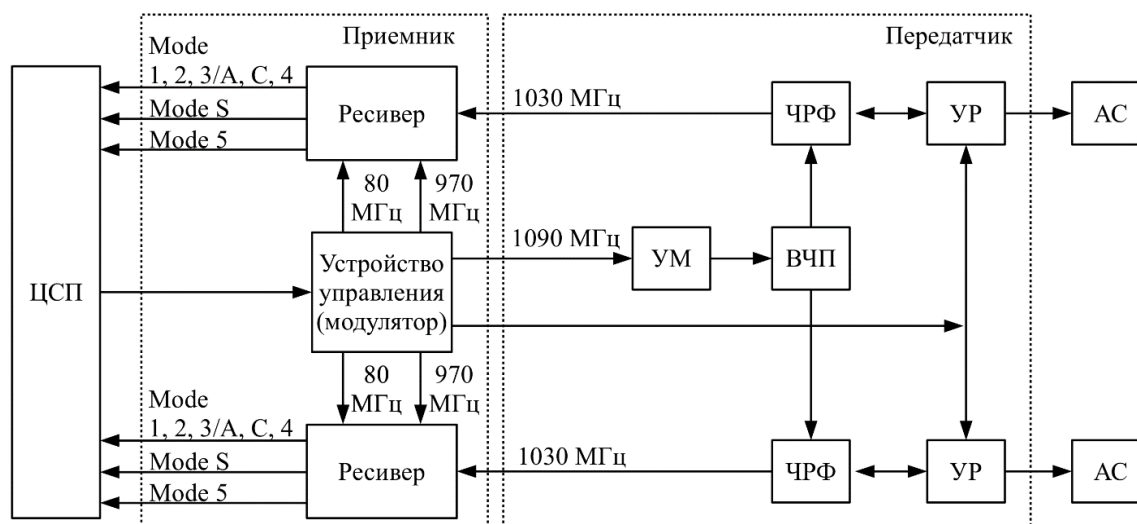 Приемник
Передатчик
Mode
1, 2, 3/A, C, 4
Mode S
Mode 5
Ресивер
1030 МГц
ЧРФ
УР
АС
80
МГц
970
МГц
1090 МГц
УМ
ВЧП
ЦСП
Устройство
управления
(модулятор)
80
МГц
970
МГц
Mode
1, 2, 3/A, C, 4
Mode S
Mode 5
Ресивер
1030 МГц
ЧРФ
УР
АС